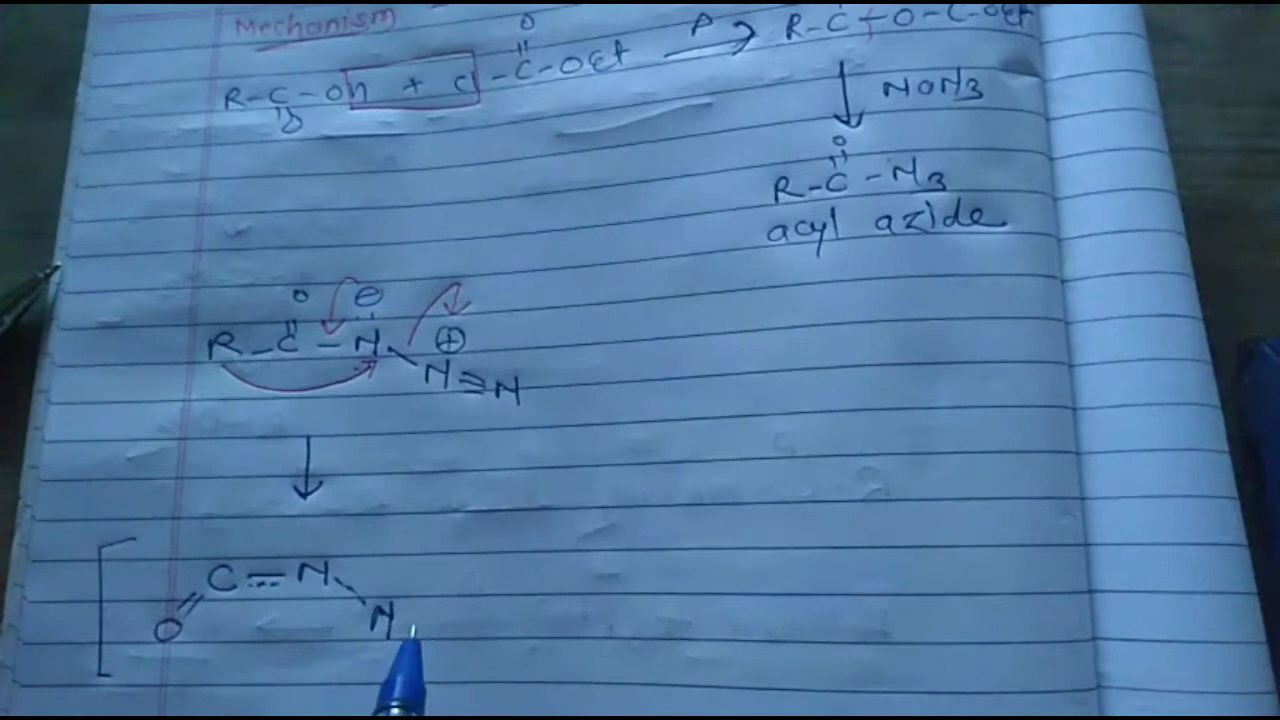 Mechanism
O
R-C-O-C-OEt
R-C-OH + Cl-C-OEt
O
NaN3
O
R-C-N3
acyl azide
O ⊖
R-C-N ⊕
N≡N
C=N
O N